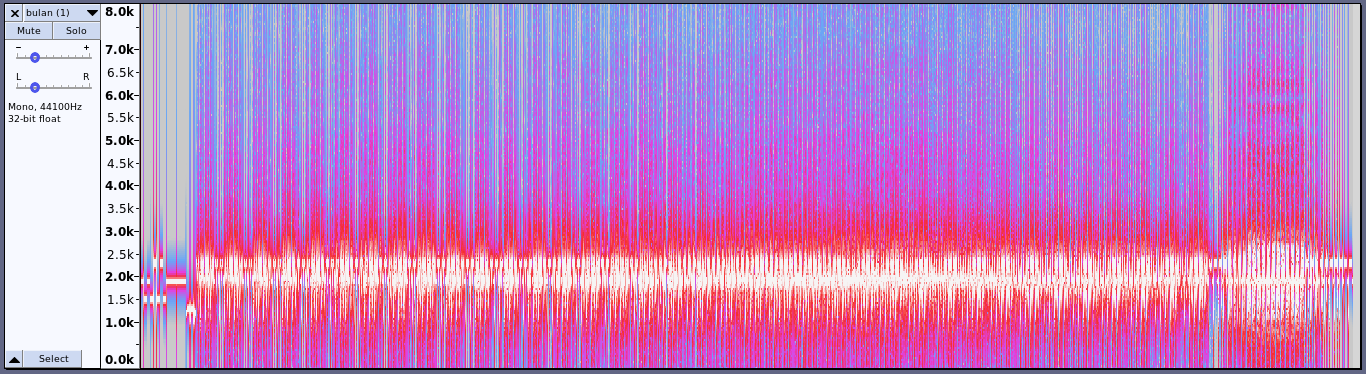 bulan (1)
Mute Solo
- +
L R
Mono, 44100Hz
32-bit float
Select
8.0k
7.0k
6.5k
6.0k
5.5k
5.0k
4.5k
4.0k
3.5k
3.0k
2.5k
2.0k
1.5k
1.0k
0.0k